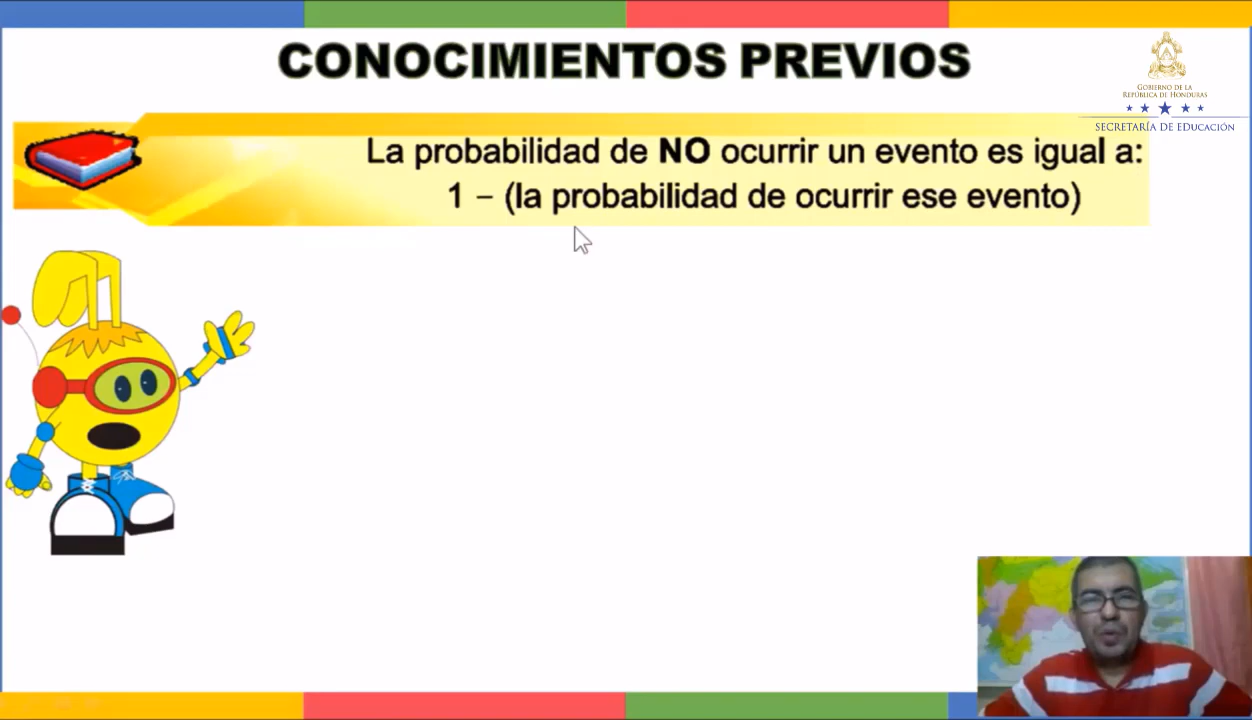 CONOCIMIENTOS PREVIOS
GOBIERNO DE LA
REPÚBLICA DE HONDURAS
SECRETARÍA DE EDUCACIÓN
La probabilidad de NO ocurrir un evento es igual a:
1 – (la probabilidad de ocurrir ese evento)